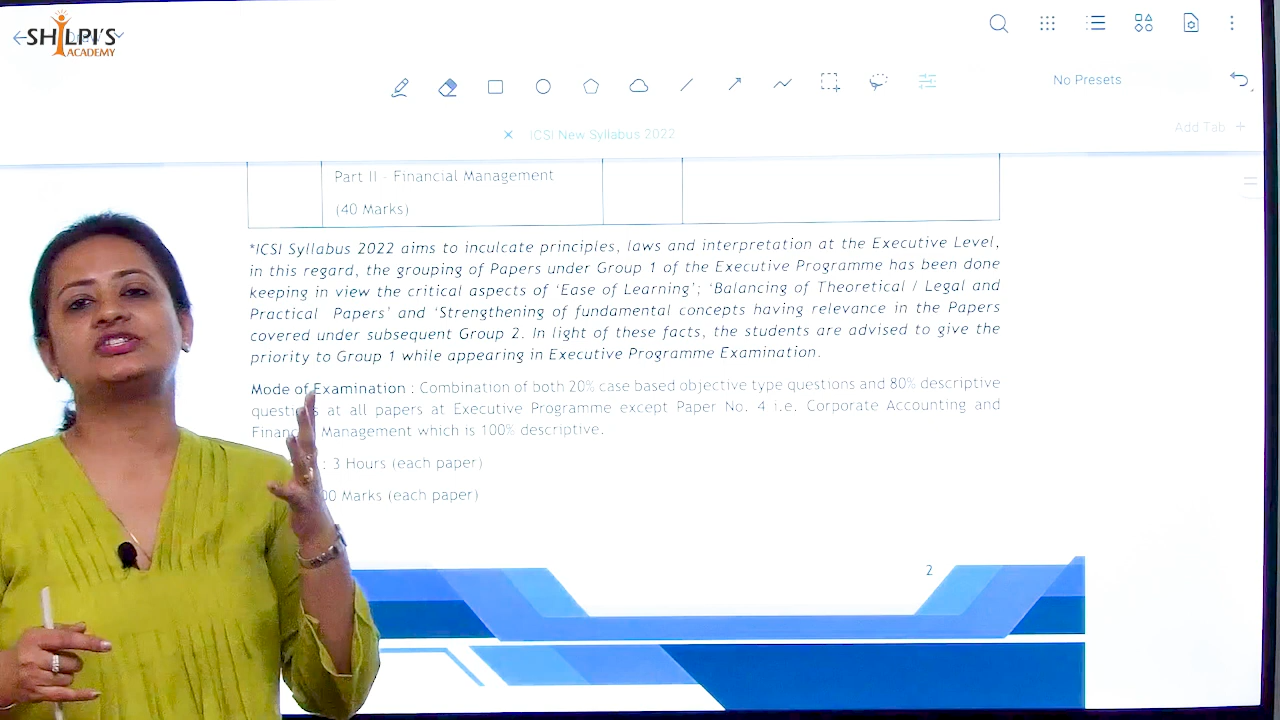 SHILPI'S
ACADEMY
No Presets
ICSI New Syllabus 2022
Add Tab
Part II - Financial Management
(40 Marks)
*ICSI Syllabus 2022 aims to inculcate principles, laws and interpretation at the Executive Level,
in this regard, the grouping of Papers under Group 1 of the Executive Programme has been done
keeping in view the critical aspects of ‘Ease of Learning’; ‘Balancing of Theoretical / Legal and
Practical Papers’ and ‘Strengthening of fundamental concepts having relevance in the Papers
covered under subsequent Group 2. In light of these facts, the students are advised to give the
priority to Group 1 while appearing in Executive Programme Examination.
Mode of Examination : Combination of both 20% case based objective type questions and 80% descriptive
questions at all papers at Executive Programme except Paper No. 4 i.e. Corporate Accounting and
Management which is 100% descriptive.
: 3 Hours (each paper)
00 Marks (each paper)
2